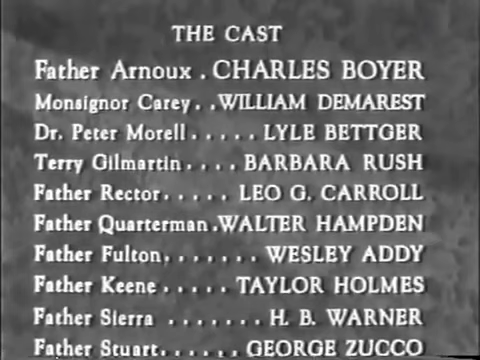 THE CAST
Father Arnoux . CHARLES BOYER
Monsignor Carey . . WILLIAM DEMAREST
Dr. Peter Morell . . . . . LYLE BETTGER
Terry Gilmartin . . . . BARBARA RUSH
Father Rector . . . . . LEO G. CARROLL
Father Quarterman . WALTER HAMPDEN
Father Fulton . . . . . . . WESLEY ADDY
Father Keene . . . . . TAYLOR HOLMES
Father Sierra . . . . . . . H. B. WARNER
Father Stuart . . . . . GEORGE ZUCCO